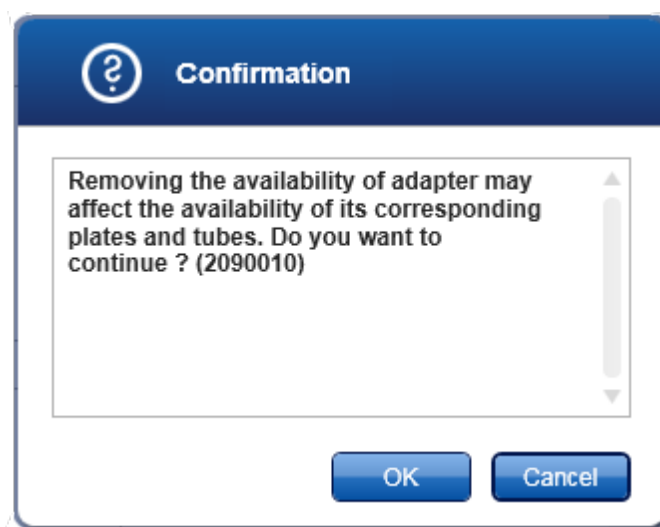 Confirmation
Removing the availability of adapter may
affect the availability of its corresponding
plates and tubes. Do you want to
continue ? (2090010)
OK
Cancel